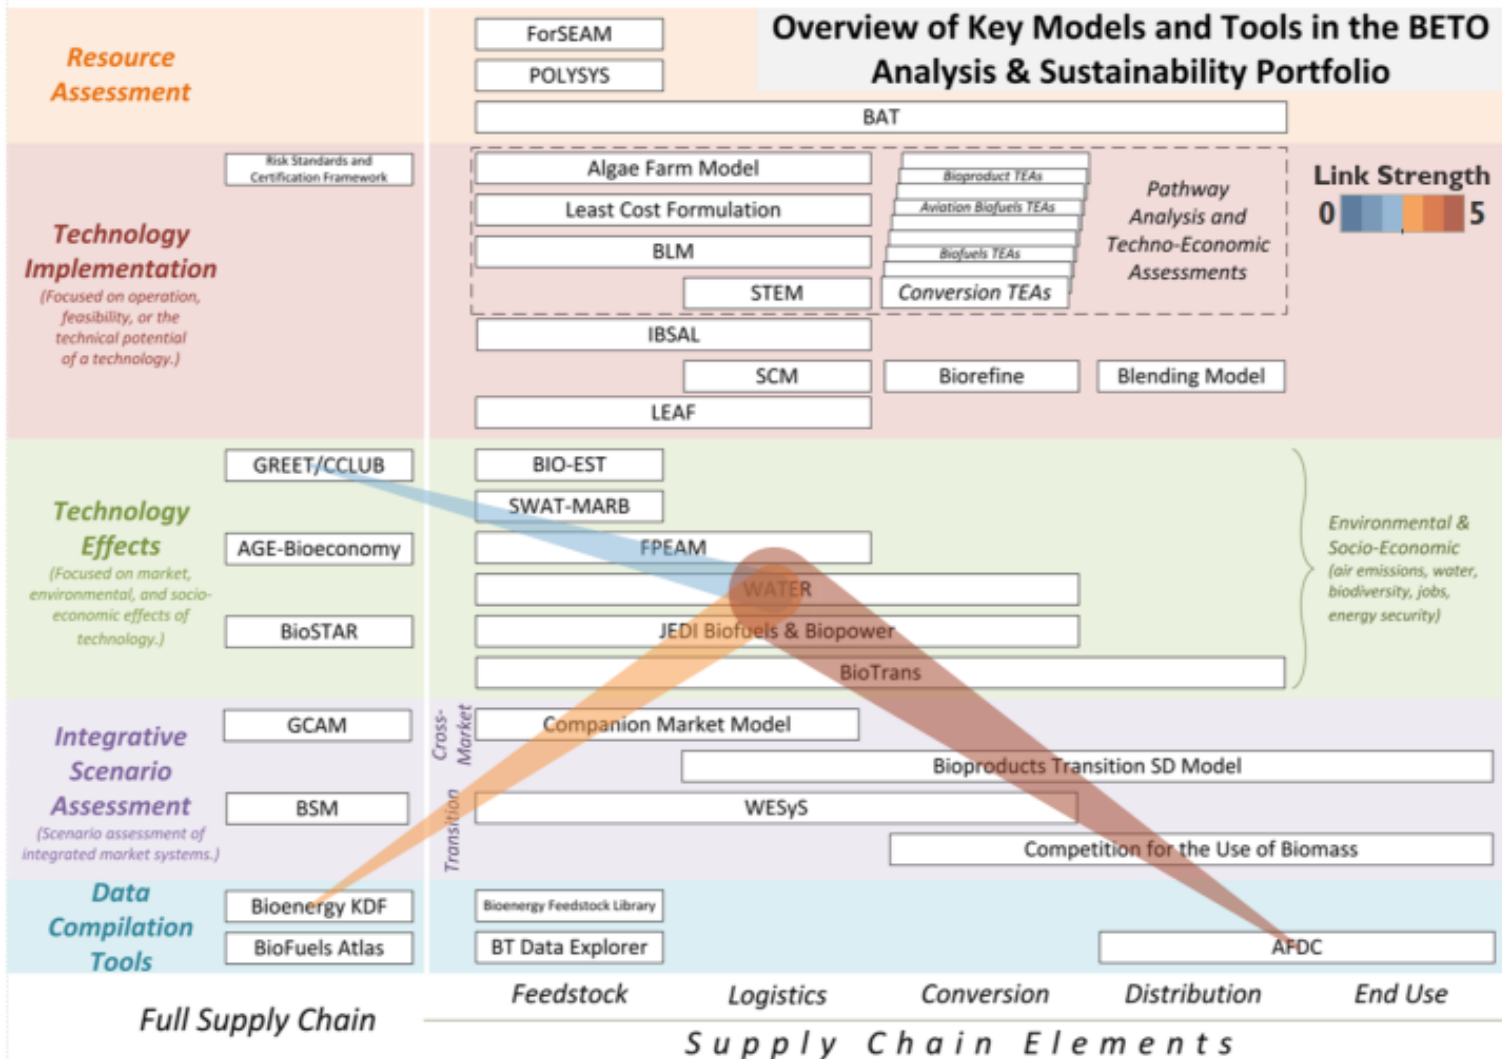 Overview of Key Models and Tools in the BETO
Analysis & Sustainability Portfolio
Resource
Assessment
ForSEAM
POLYSYS
BAT
Technology
Implementation
(Focused on operation,
feasibility, or the
technical potential
of a technology.)
Risk Standards and
Certification Framework
Algae Farm Model
Least Cost Formulation
BLM
STEM
Bioproduct TEAs
Aviation Biofuels TEAs
Biofuels TEAs
Conversion TEAs
Pathway
Analysis and
Techno-Economic
Assessments
Link Strength
0 5
IBSAL
SCM
Biorefine
Blending Model
LEAF
Technology
Effects
(Focused on market,
environmental, and socio-
economic effects of
technology.)
GREET/CCLUB
AGE-Bioeconomy
BioSTAR
BIO-EST
SWAT-MARB
FPEAM
WATER
JEDI Biofuels & Biopower
BioTrans
Environmental &
Socio-Economic
(air emissions, water,
biodiversity, jobs,
energy security)
Integrative
Scenario
Assessment
(Scenario assessment of
integrated market systems.)
GCAM
BSM
Cross-
Market
Transition
Companion Market Model
Bioproducts Transition SD Model
WESyS
Competition for the Use of Biomass
Data
Compilation
Tools
Bioenergy KDF
BioFuels Atlas
Bioenergy Feedstock Library
BT Data Explorer
AFDC
Full Supply Chain
Feedstock
Logistics
Conversion
Distribution
End Use
Supply Chain Elements